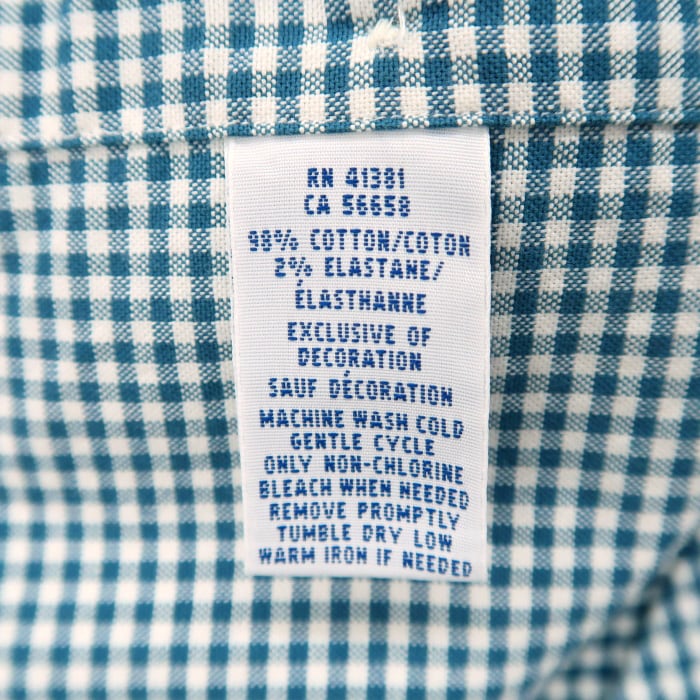 RN 41381
CA 56658
98% COTTON/COTON
2% ELASTANE/
ÉLASTHANNE
EXCLUSIVE OF
DECORATION
SAUF DÉCORATION
MACHINE WASH COLD
GENTLE CYCLE
ONLY NON-CHLORINE
BLEACH WHEN NEEDED
REMOVE PROMPTLY
TUMBLE DRY LOW
WARM IRON IF NEEDED